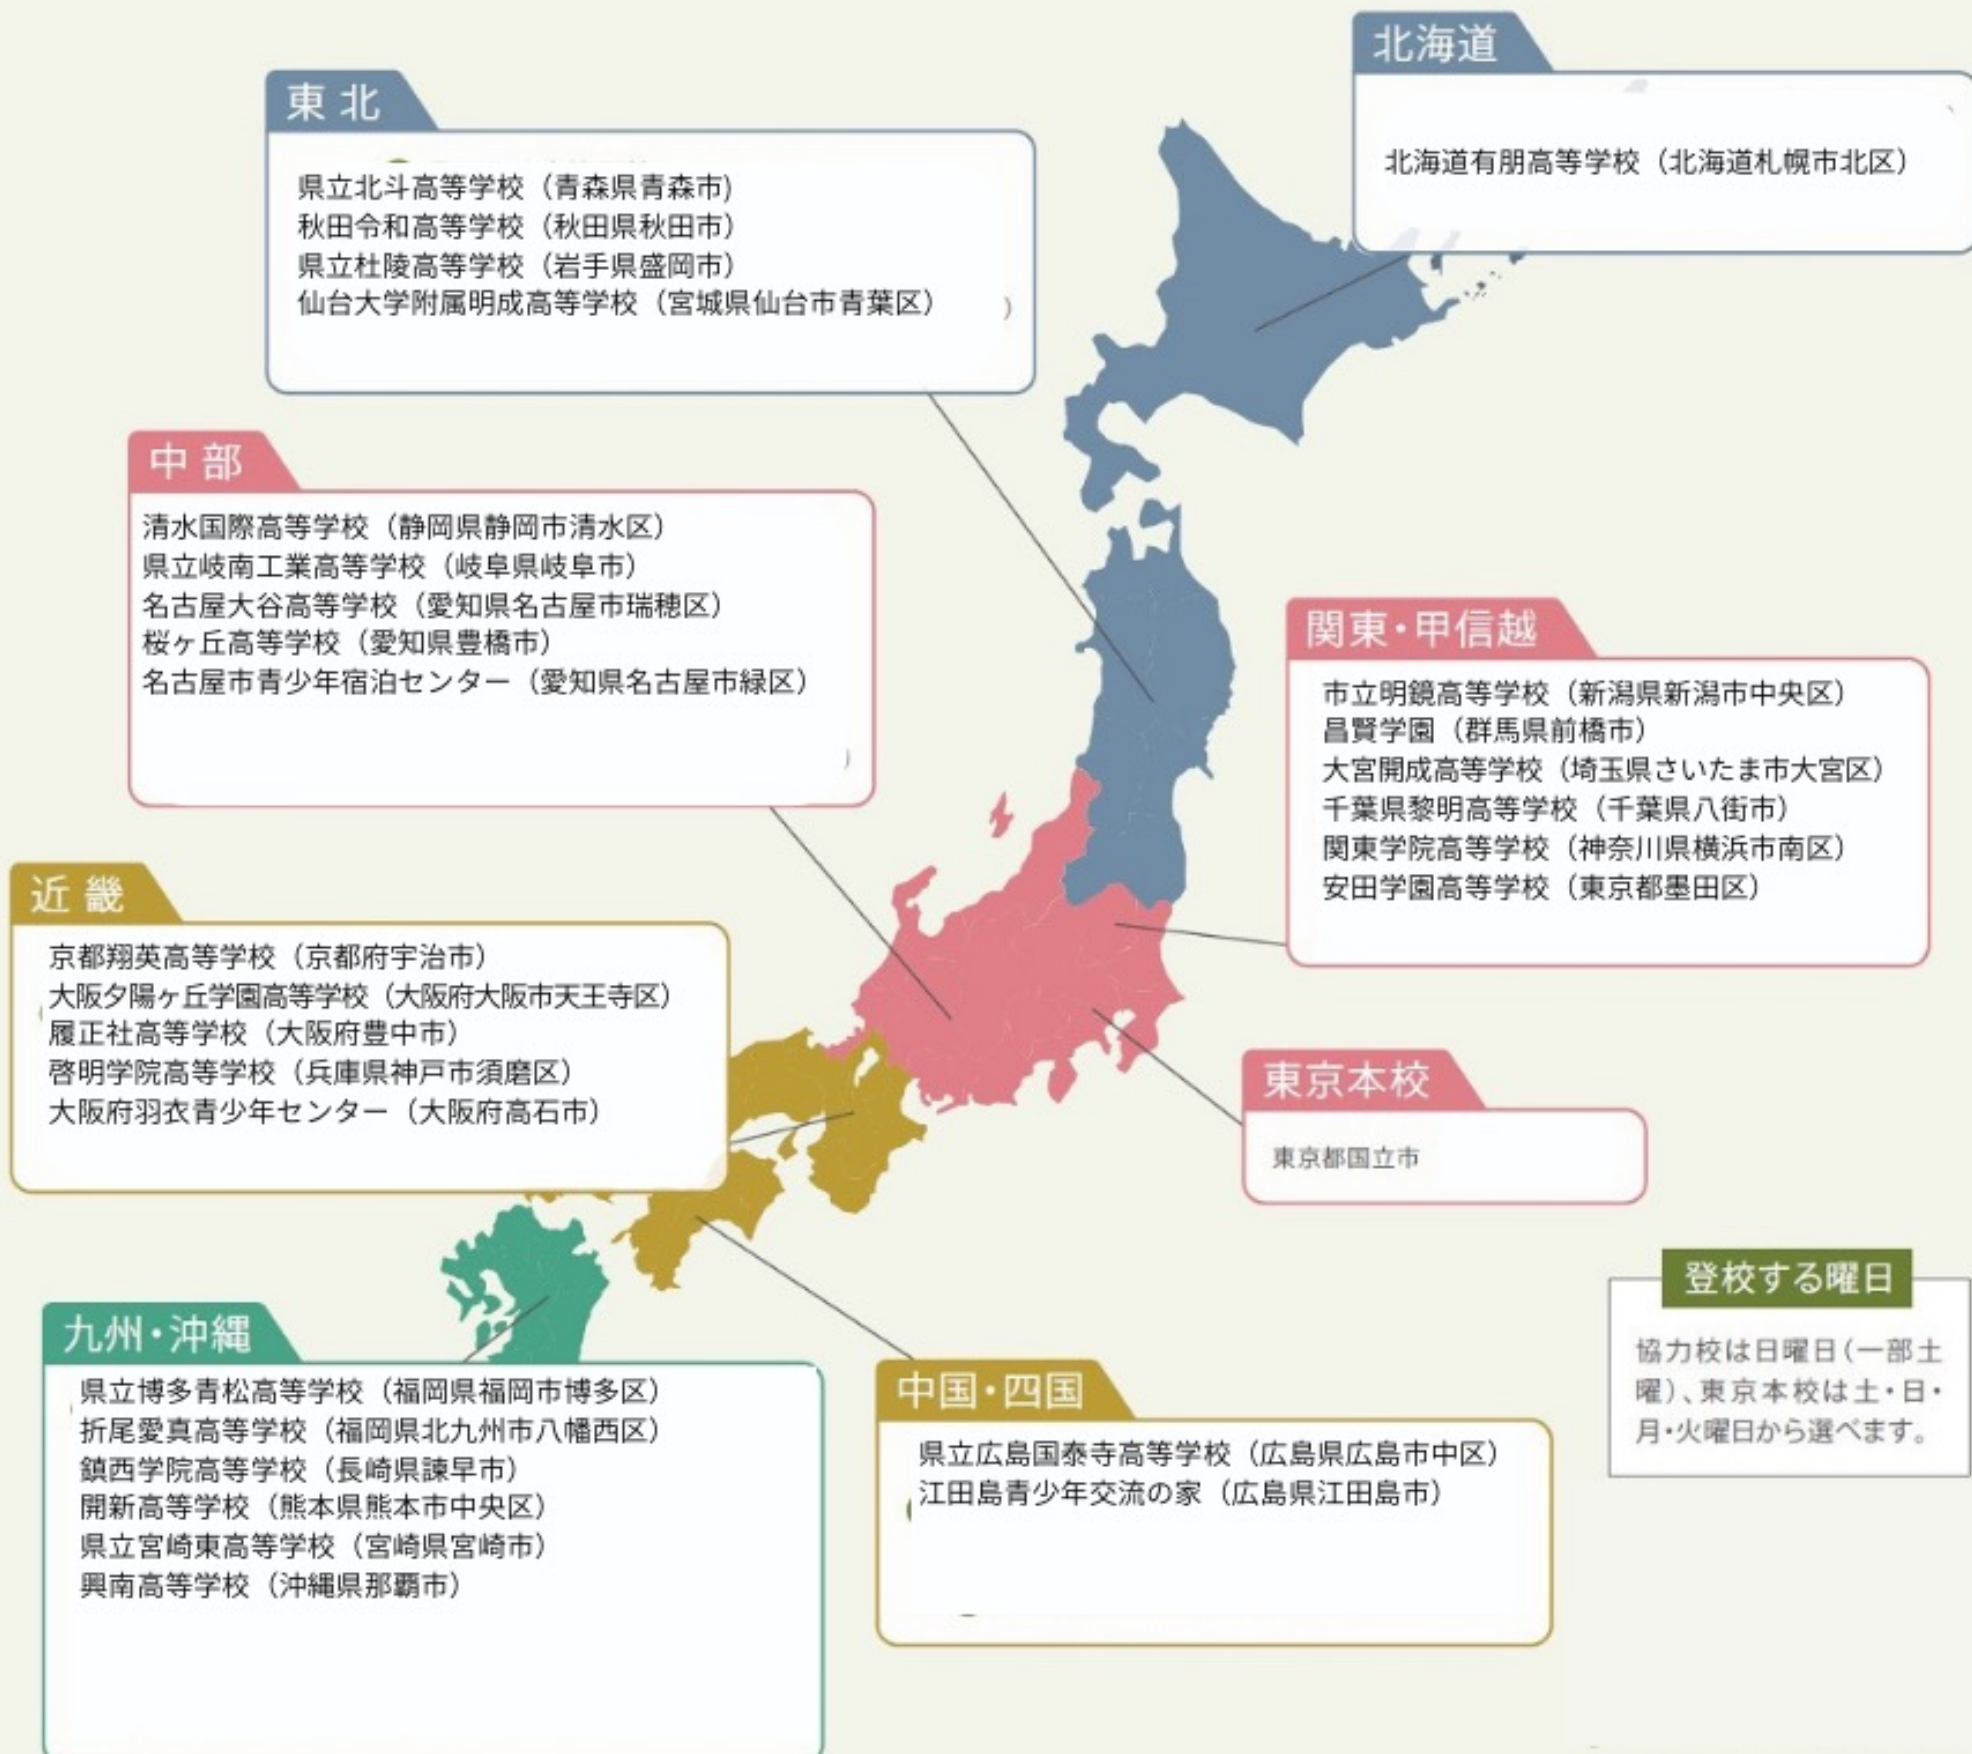 北海道
北海道有朋高等学校（北海道札幌市北区）
東北
県立北斗高等学校（青森県青森市)
秋田令和高等学校（秋田県秋田市）
県立杜陵高等学校（岩手県盛岡市）
仙台大学附属明成高等学校（宮城県仙台市青葉区）
中部
清水国際高等学校（静岡県静岡市清水区）
県立岐南工業高等学校（岐阜県岐阜市）
名古屋大谷高等学校（愛知県名古屋市瑞穂区）
桜ヶ丘高等学校（愛知県豊橋市）
名古屋市青少年宿泊センター（愛知県名古屋市緑区）
関東・甲信越
市立明鏡高等学校（新潟県新潟市中央区）
昌賢学園（群馬県前橋市）
大宮開成高等学校（埼玉県さいたま市大宮区）
千葉県黎明高等学校（千葉県八街市）
関東学院高等学校（神奈川県横浜市南区）
安田学園高等学校（東京都墨田区）
近畿
京都翔英高等学校（京都府宇治市）
大阪夕陽ヶ丘学園高等学校（大阪府大阪市天王寺区）
履正社高等学校（大阪府豊中市）
啓明学院高等学校（兵庫県神戸市須磨区）
大阪府羽衣青少年センター（大阪府高石市）
東京本校
東京都国立市
九州・沖縄
県立博多青松高等学校（福岡県福岡市博多区）
折尾愛真高等学校（福岡県北九州市八幡西区）
鎮西学院高等学校（長崎県諫早市）
開新高等学校（熊本県熊本市中央区）
県立宮崎東高等学校（宮崎県宮崎市）
興南高等学校（沖縄県那覇市）
中国・四国
県立広島国泰寺高等学校（広島県広島市中区）
江田島青少年交流の家（広島県江田島市）
登校する曜日
協力校は日曜日（一部土
曜）、東京本校は土・日・
月・火曜日から選べます。